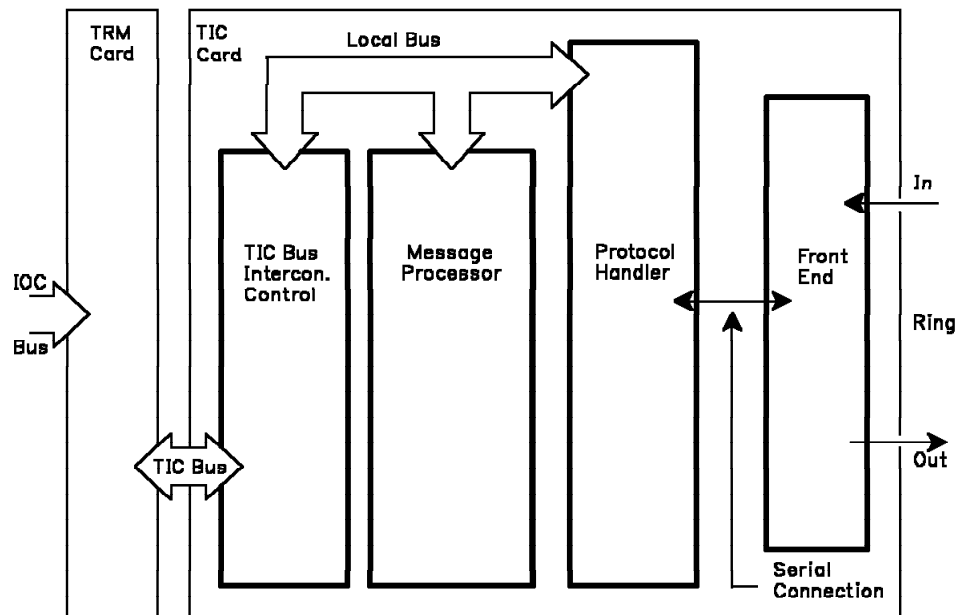 TRM
Card
TIC
Card
Local Bus
In
TIC Bus
Intercon.
Control
Message
Processor
Protocol
Handler
Front
End
IOC
Bus
Ring
TIC Bus
Out
Serial
Connection